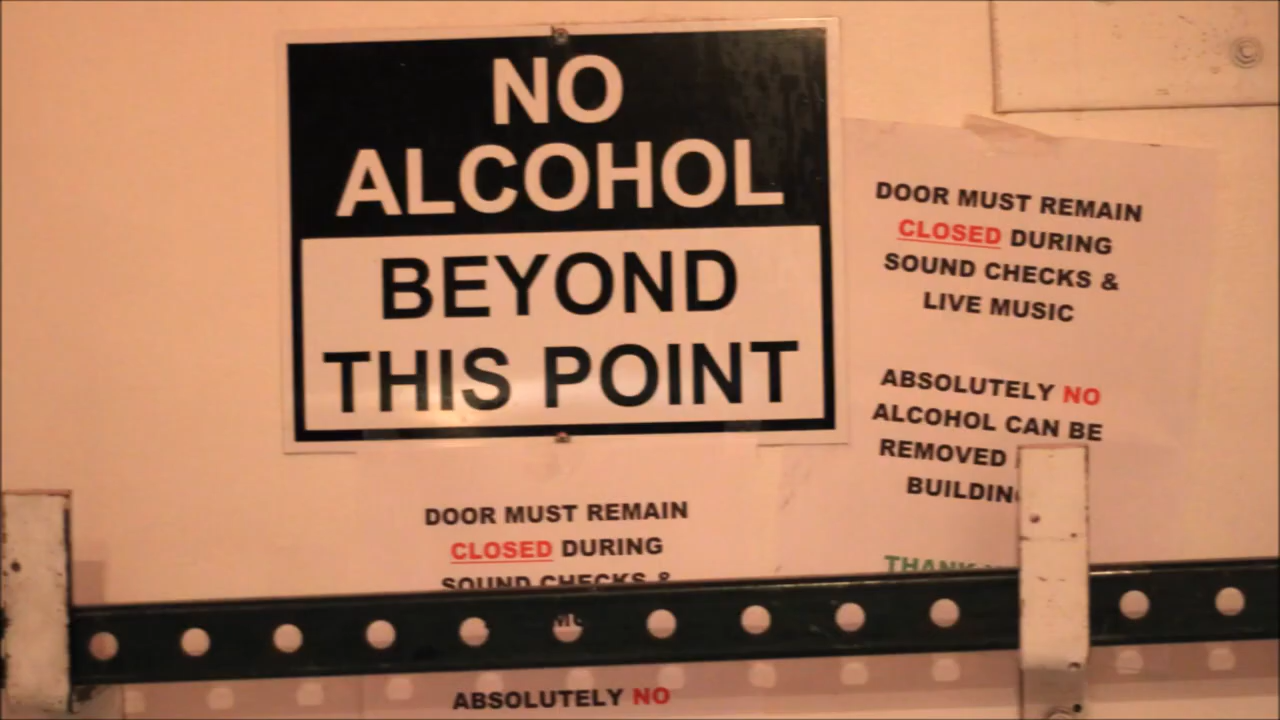 NO
ALCOHOL
BEYOND
THIS POINT
DOOR MUST REMAIN
CLOSED DURING
SOUND CHECKS &
LIVE MUSIC
ABSOLUTELY NO
ALCOHOL CAN BE
REMOVED
BUILDING
THANK
DOOR MUST REMAIN
CLOSED DURING
SOUND CHECKS &
ABSOLUTELY NO